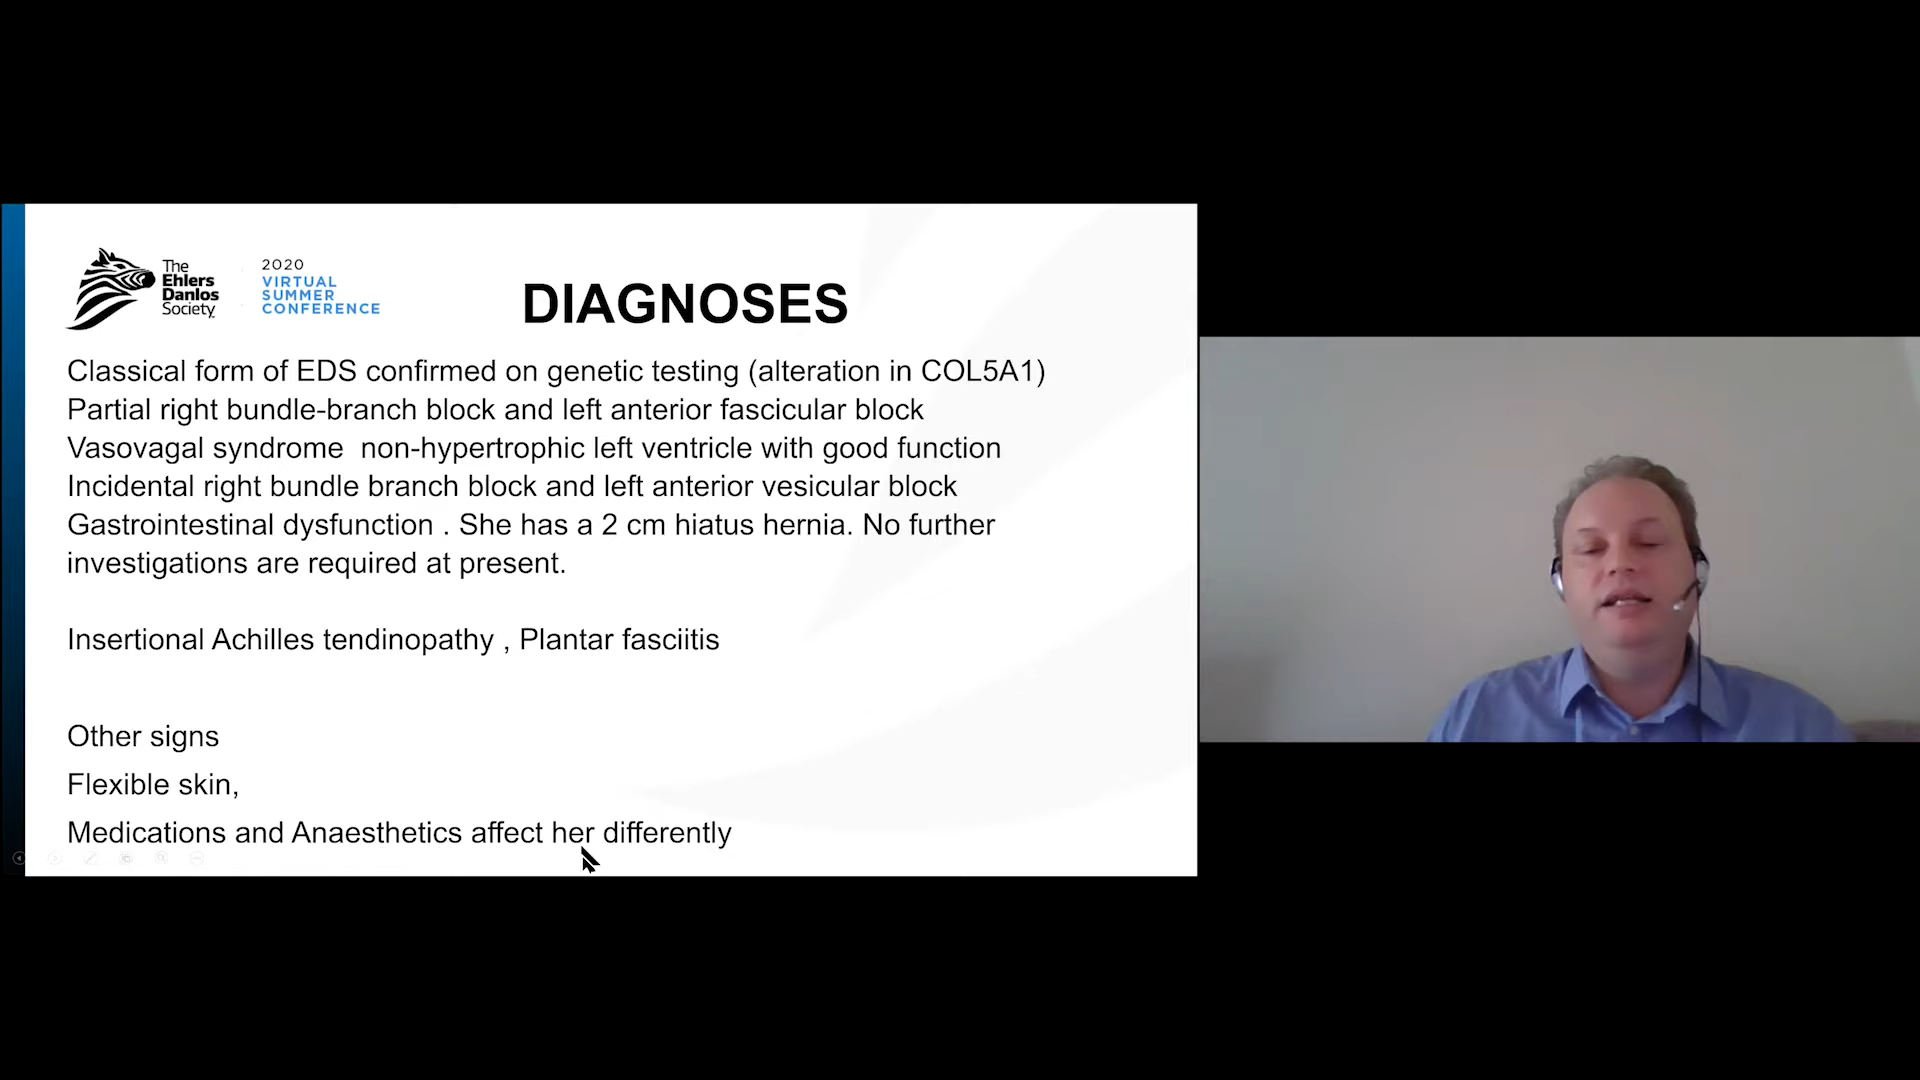 The
Ehlers
Danlos
Society
2020
VIRTUAL
SUMMER
CONFERENCE
DIAGNOSES
Classical form of EDS confirmed on genetic testing (alteration in COL5A1)
Partial right bundle-branch block and left anterior fascicular block
Vasovagal syndrome  non-hypertrophic left ventricle with good function
Incidental right bundle branch block and left anterior vesicular block
Gastrointestinal dysfunction . She has a 2 cm hiatus hernia. No further
investigations are required at present.
Insertional Achilles tendinopathy , Plantar fasciitis
Other signs
Flexible skin,
Medications and Anaesthetics affect her differently